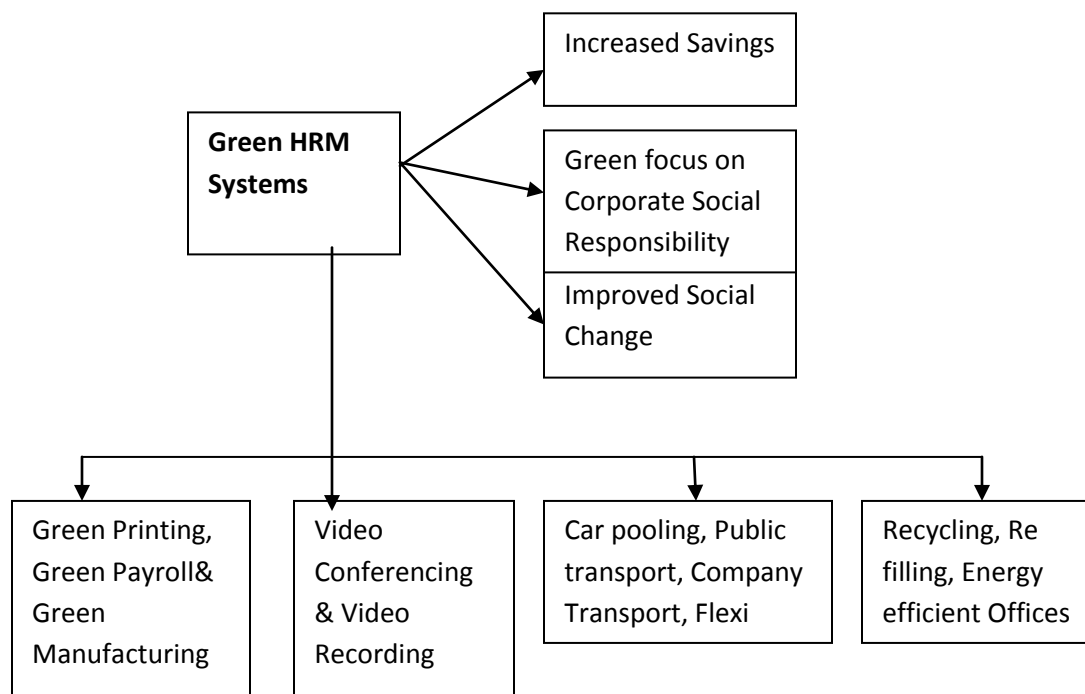 Increased Savings
Green HRM
Systems
Green focus on
Corporate Social
Responsibility
Improved Social
Change
Green Printing,
Green Payroll&
Green
Manufacturing
Video
Conferencing
& Video
Recording
Car pooling, Public
transport, Company
Transport, Flexi
Recycling, Re
filling, Energy
efficient Offices